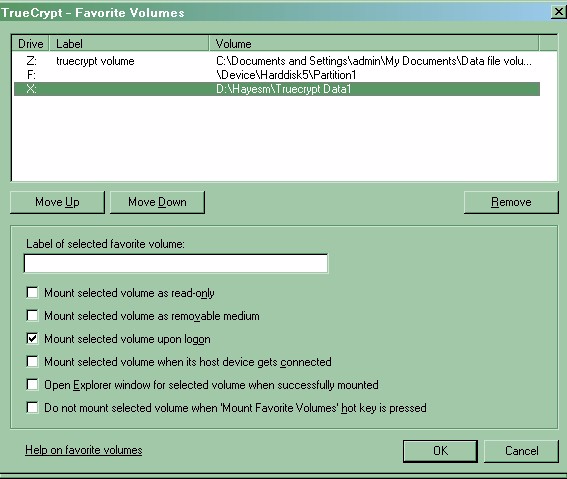 TrueCrypt - Favorite Volumes
Drive Label Volume
Z: truecrypt volume C:\Documents and Settings\admin\My Documents\Data file volu...
F: \Device\Harddisk5\Partition1
X: D:\Hayesm\Truecrypt Data1
Move Up Move Down Remove
Label of selected favorite volume:
Mount selected volume as read-only
Mount selected volume as removable medium
Mount selected volume upon logon
Mount selected volume when its host device gets connected
Open Explorer window for selected volume when successfully mounted
Do not mount selected volume when 'Mount Favorite Volumes' hot key is pressed
Help on favorite volumes OK Cancel